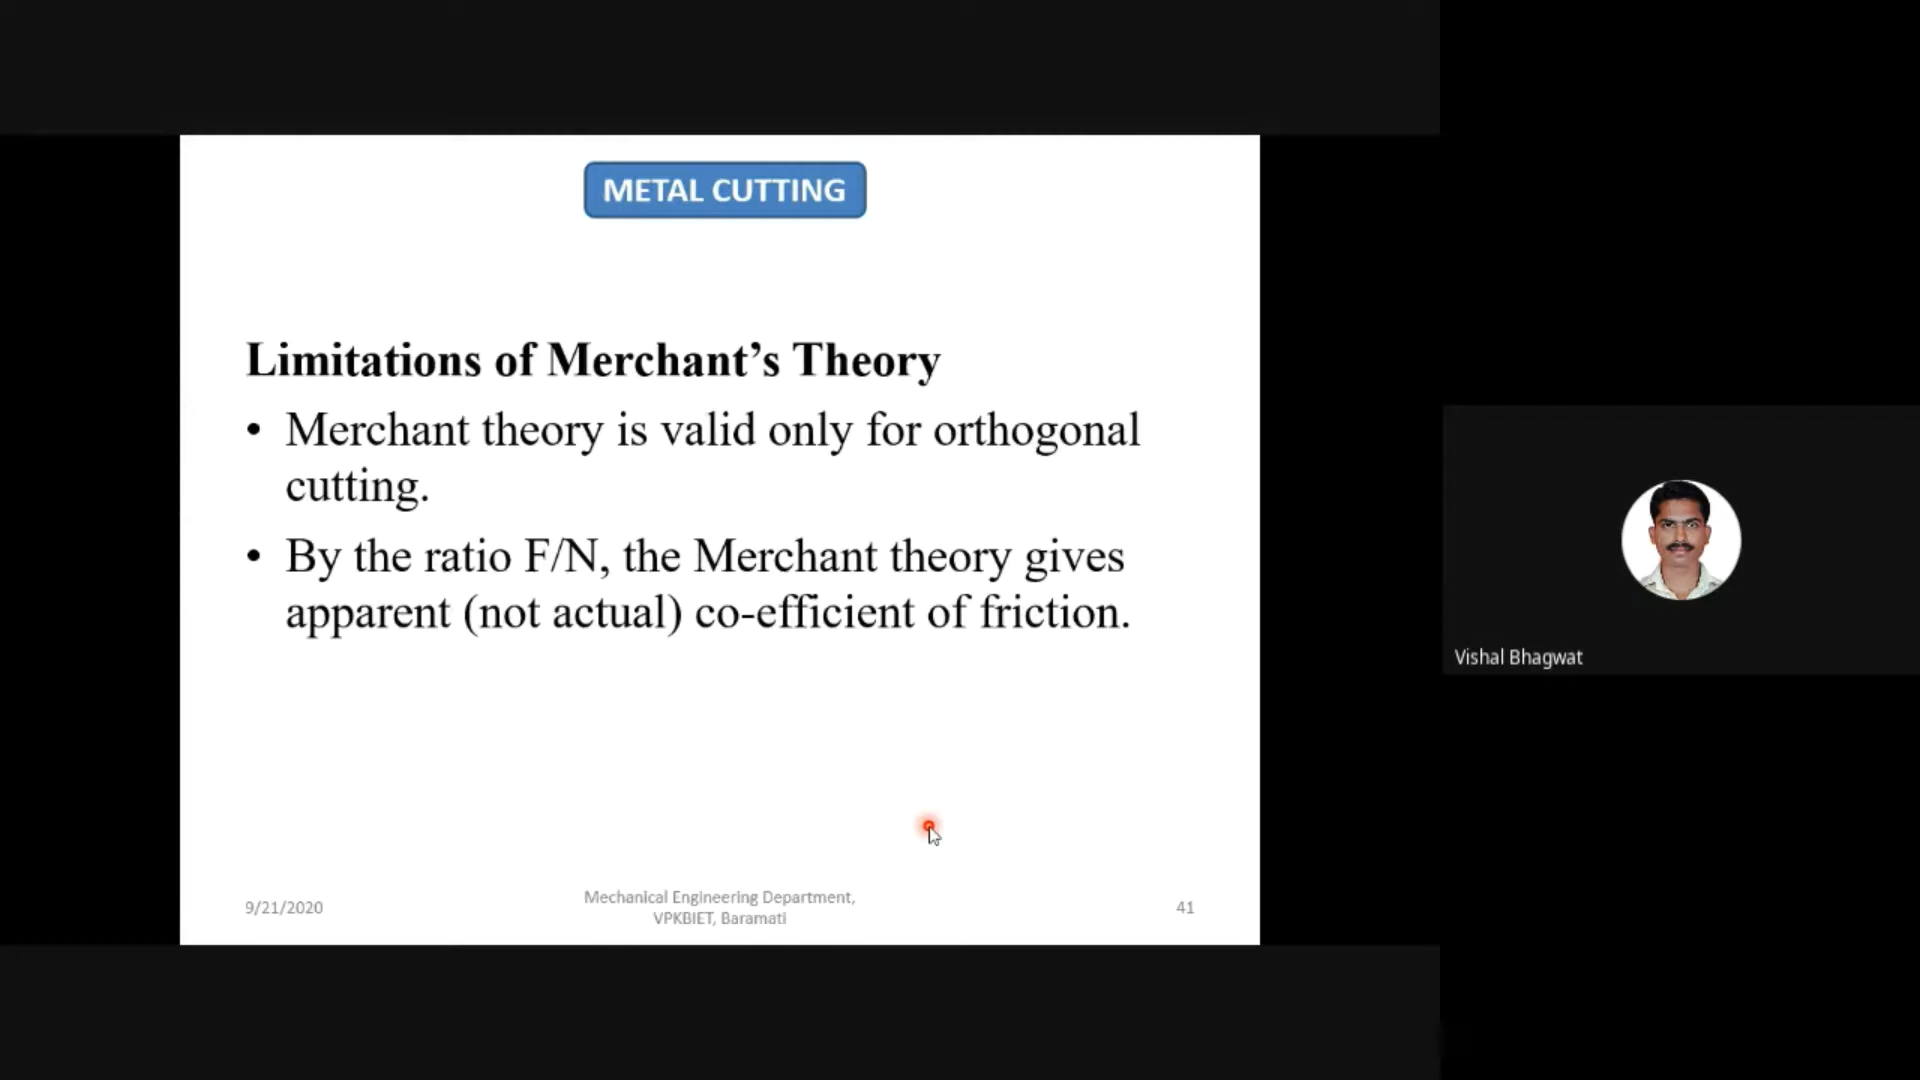 METAL CUTTING
Limitations of Merchant’s Theory
• Merchant theory is valid only for orthogonal
cutting.
• By the ratio F/N, the Merchant theory gives
apparent (not actual) co-efficient of friction.
Vishal Bhagwat
9/21/2020
Mechanical Engineering Department,
VPKBIET, Baramati
41